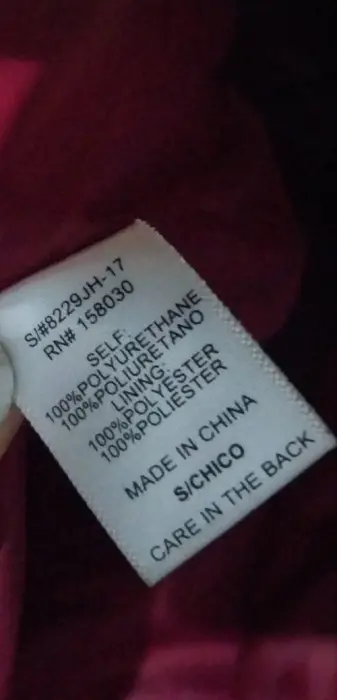 S/#8229JH-17
RN# 158030
SELF:
100%POLYURETHANE
100%POLIURETANO
LINING:
100%POLYESTER
100%POLIESTER
MADE IN CHINA
S/CHICO
CARE IN THE BACK